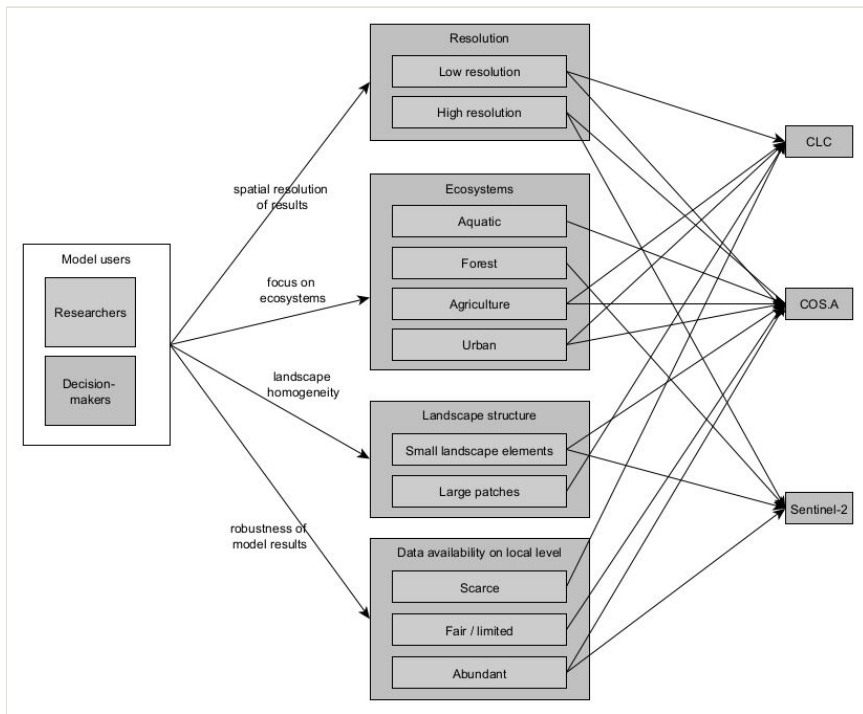 Model users
Researchers
Decision-
makers
spatial resolution
of results
focus on
ecosystems
landscape
homogeneity
robustness of
model results
Resolution
Low resolution
High resolution
Ecosystems
Aquatic
Forest
Agriculture
Urban
Landscape structure
Small landscape elements
Large patches
Data availability on local level
Scarce
Fair / limited
Abundant
CLC
COS.A
Sentinel-2